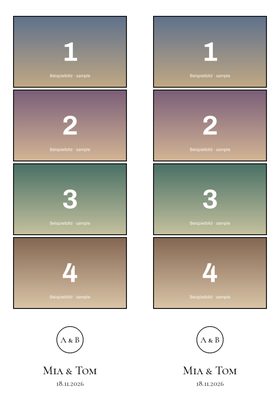 1
Beispielbild · sample
2
Beispielbild · sample
3
Beispielbild · sample
4
Beispielbild · sample
A & B
Mia & Tom
18.11.2026
1
Beispielbild · sample
2
Beispielbild · sample
3
Beispielbild · sample
4
Beispielbild · sample
A & B
Mia & Tom
18.11.2026